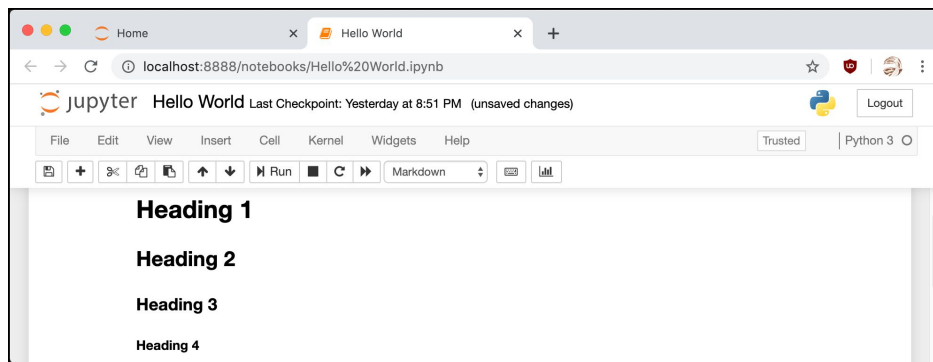 Home
Hello World
localhost:8888/notebooks/Hello%20World.ipynb
jupyter Hello World Last Checkpoint: Yesterday at 8:51 PM (unsaved changes)
Logout
File Edit View Insert Cell Kernel Widgets Help
Trusted
Python 3
Run
Markdown
Heading 1
Heading 2
Heading 3
Heading 4